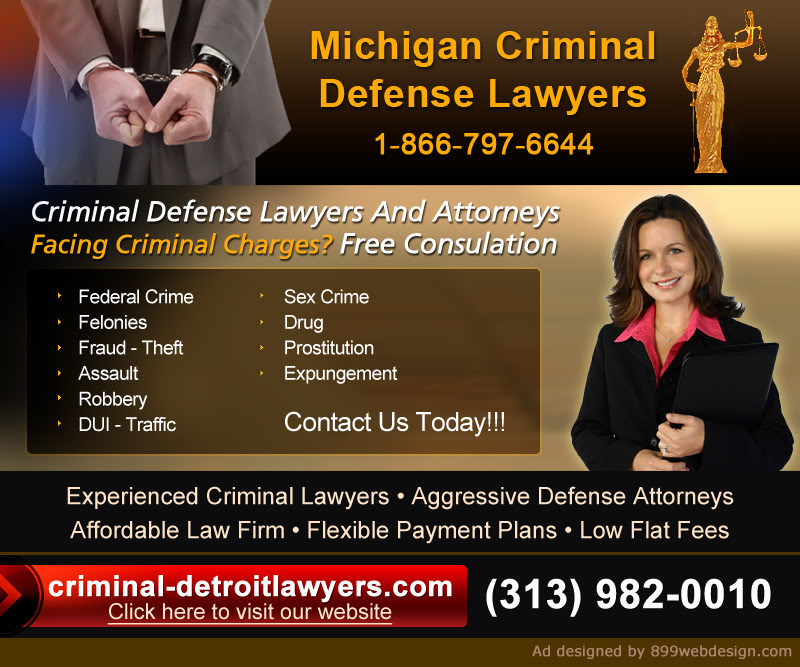 Michigan Criminal
Defense Lawyers
1-866-797-6644
Criminal Defense Lawyers And Attorneys
Facing Criminal Charges? Free Consulation
Federal Crime
Felonies
Fraud - Theft
Assault
Robbery
DUI - Traffic
Sex Crime
Drug
Prostitution
Expungement
Contact Us Today!!!
Experienced Criminal Lawyers • Aggressive Defense Attorneys
Affordable Law Firm • Flexible Payment Plans • Low Flat Fees
criminal-detroitlawyers.com
Click here to visit our website
(313) 982-0010
Ad designed by 899webdesign.com